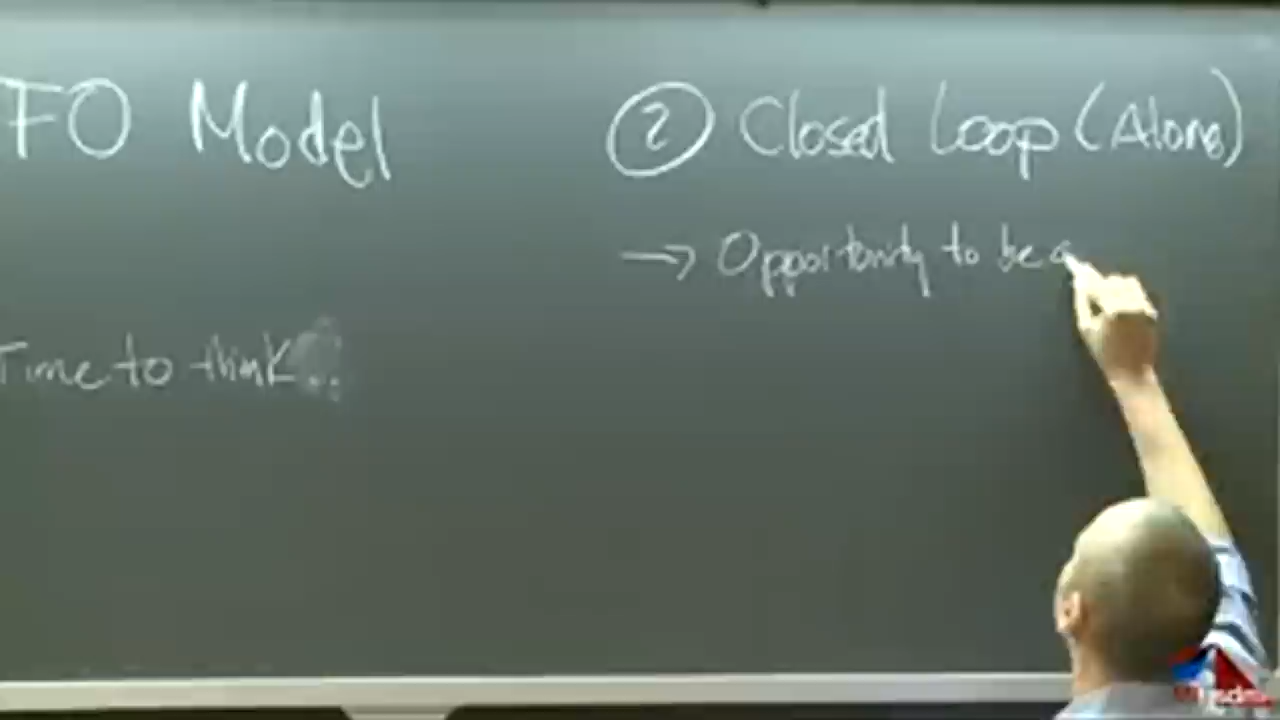 FO Model
② Closed Loop (Alone)
→ Opportunity to be a
Time to think